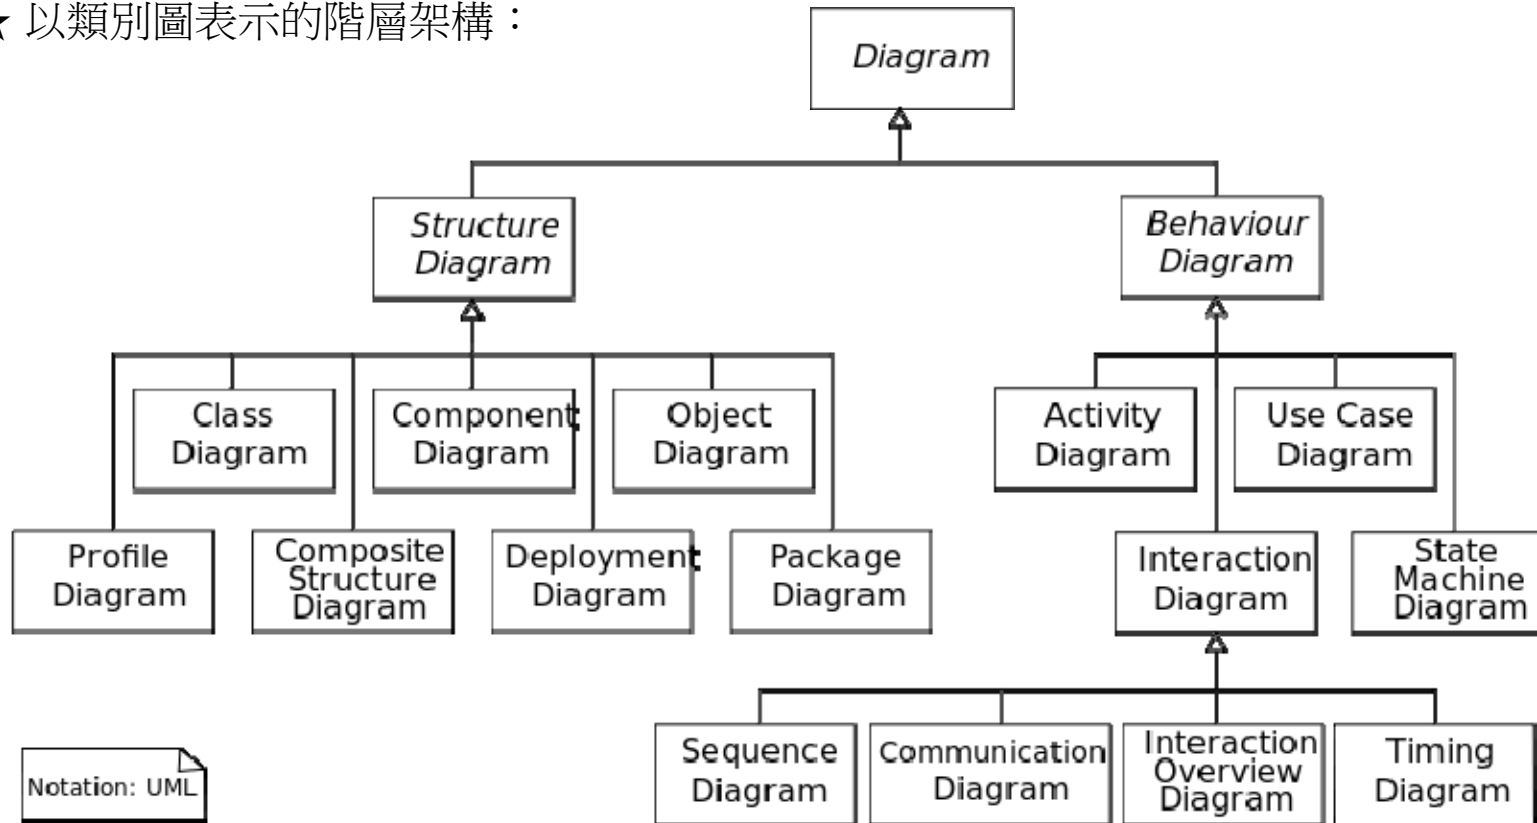 ★ 以類別圖表示的階層架構：
Diagram
Structure
Diagram
Behaviour
Diagram
Class
Diagram
Component
Diagram
Object
Diagram
Activity
Diagram
Use Case
Diagram
Profile
Diagram
Composite
Structure
Diagram
Deployment
Diagram
Package
Diagram
Interaction
Diagram
State
Machine
Diagram
Sequence
Diagram
Communication
Diagram
Interaction
Overview
Diagram
Timing
Diagram
Notation: UML